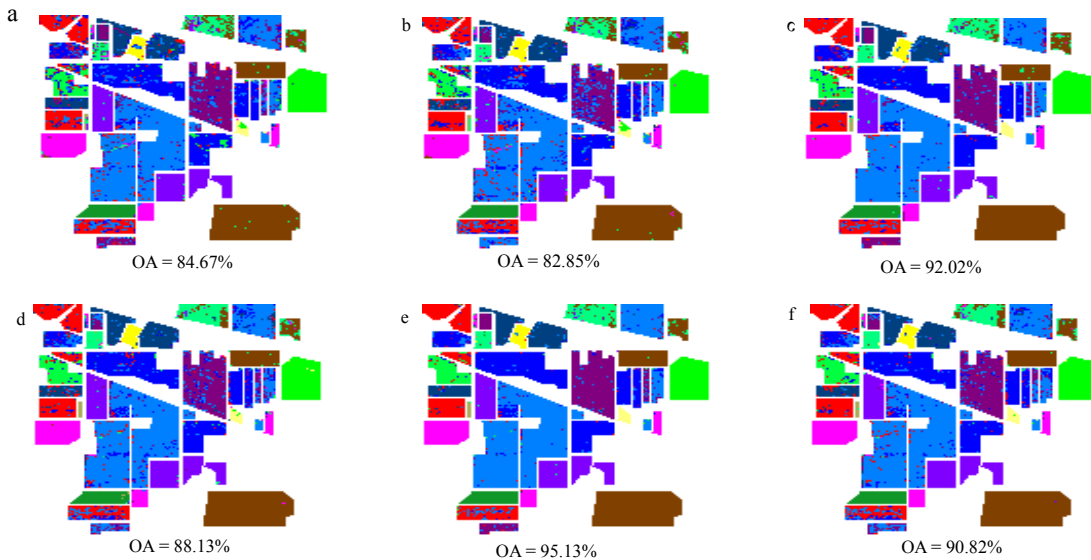 a
b
c
OA = 84.67%
OA = 82.85%
OA = 92.02%
d
e
f
OA = 88.13%
OA = 95.13%
OA = 90.82%